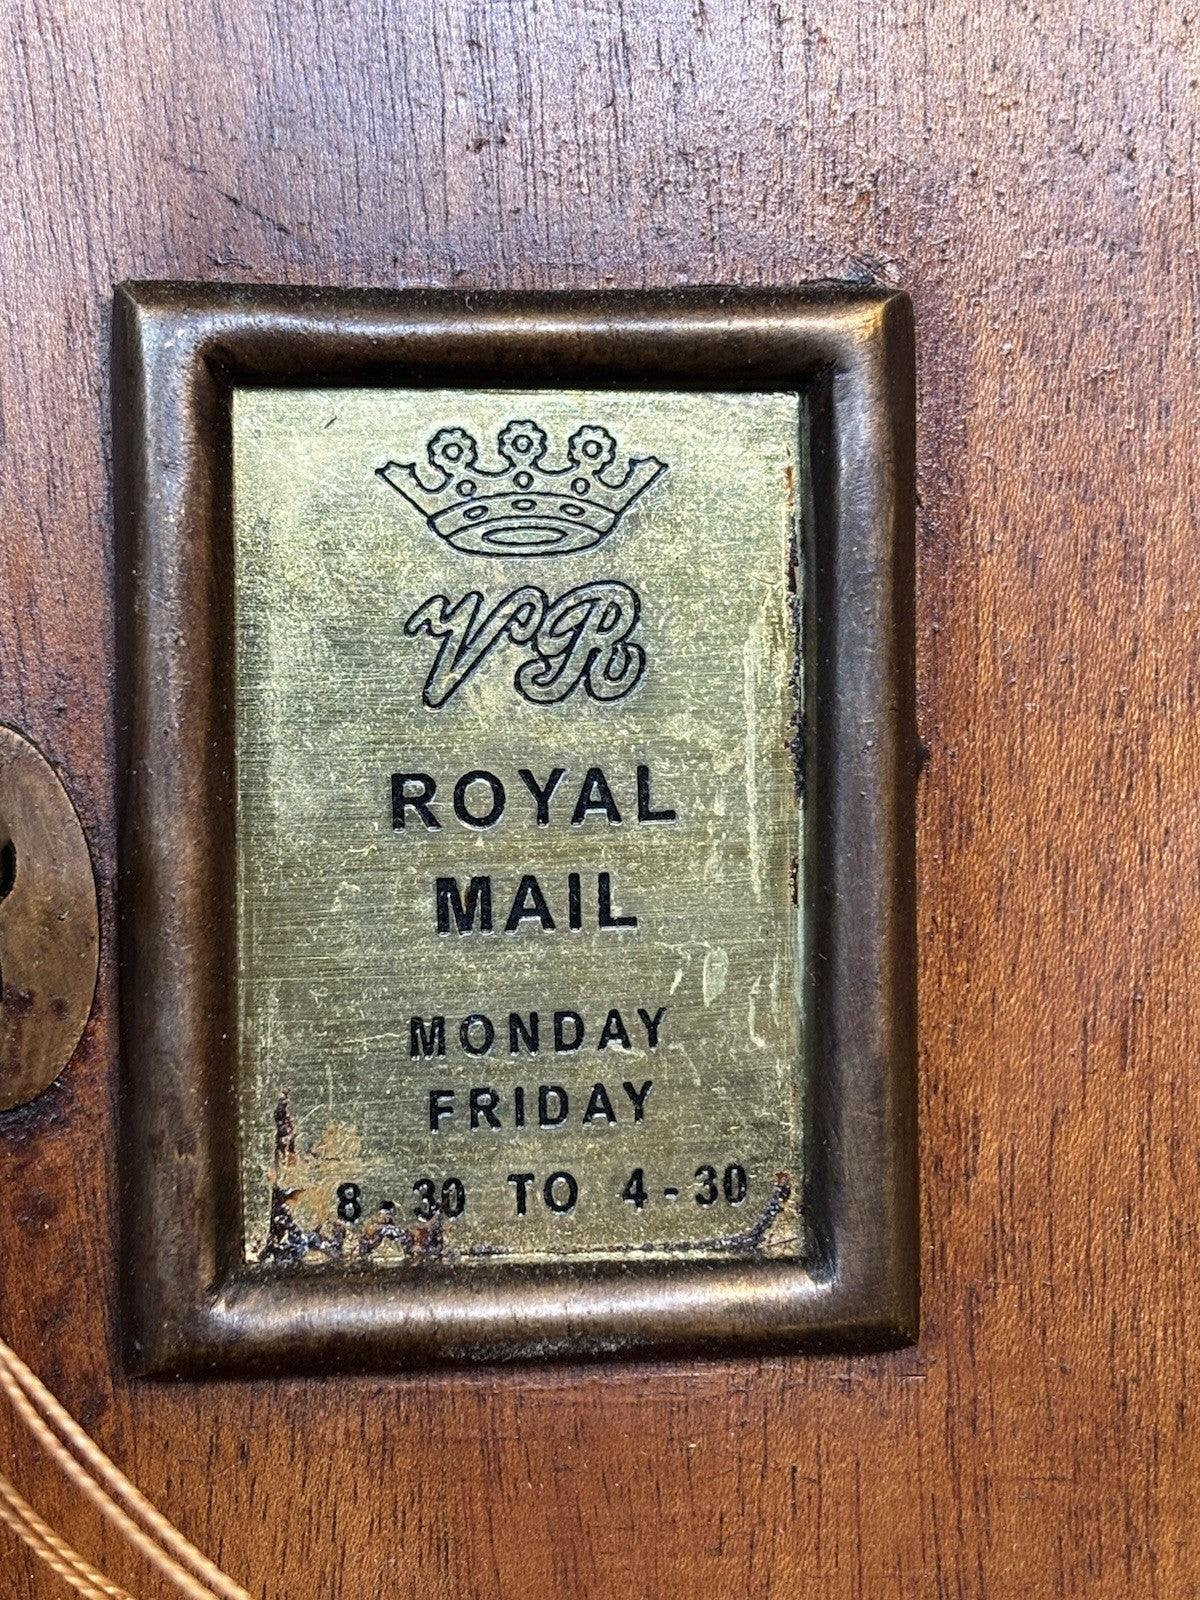 VR
ROYAL
MAIL
MONDAY
FRIDAY
8-30 TO 4-30